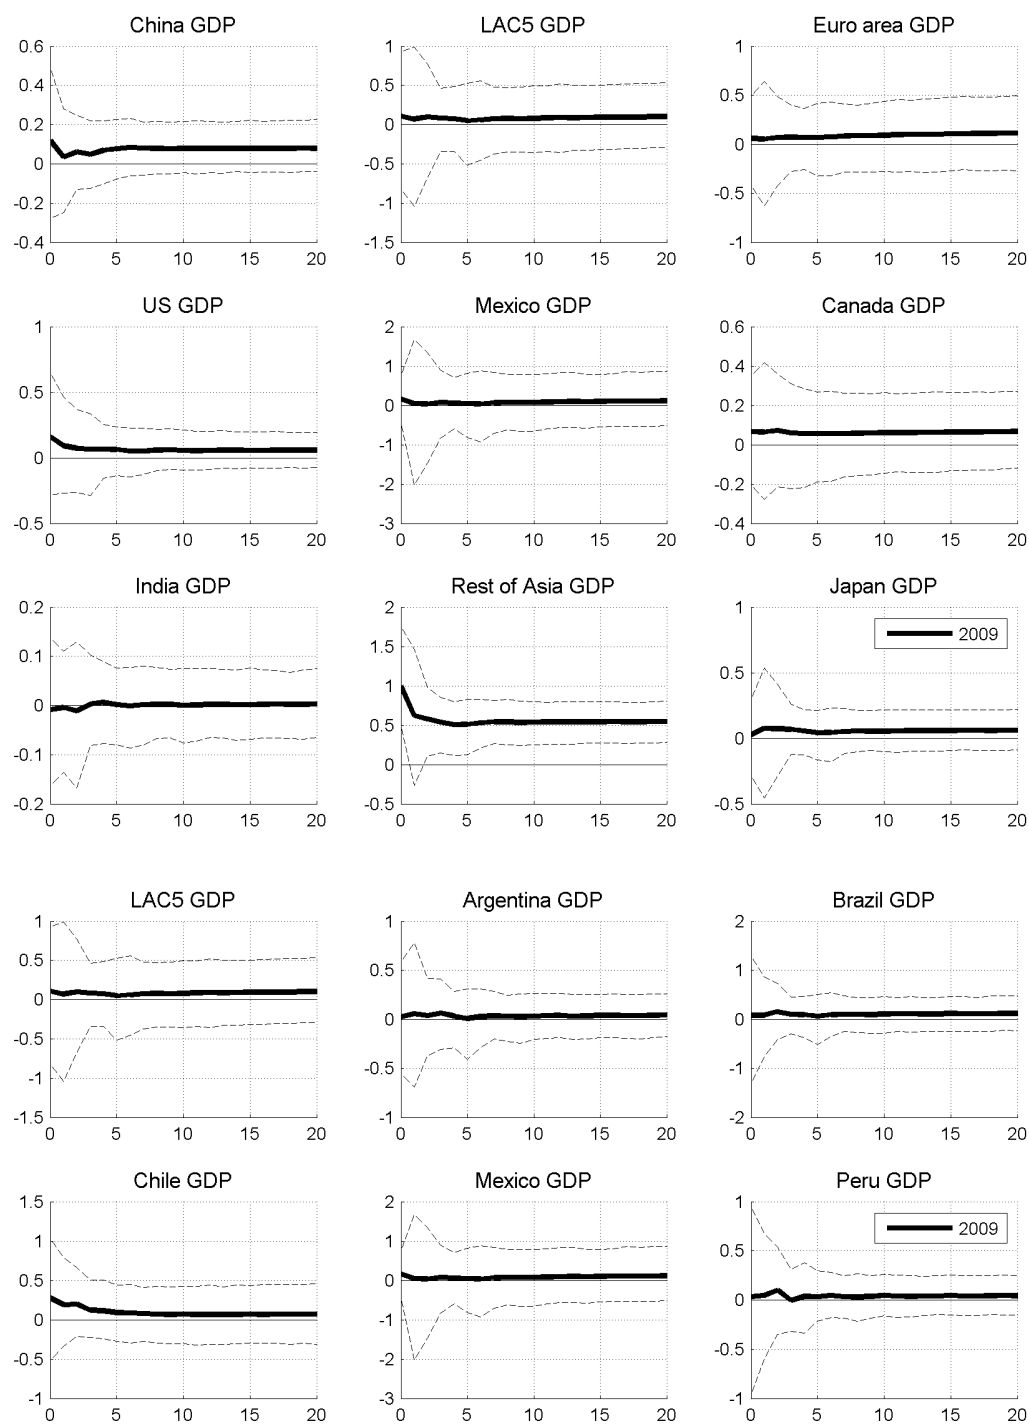 China GDP
0.6
0.4
0.2
0
-0.2
-0.4
0 5 10 15 20
LAC5 GDP
1
0.5
0
-0.5
-1
-1.5
0 5 10 15 20
Euro area GDP
1
0.5
0
-0.5
-1
0 5 10 15 20
US GDP
1
0.5
0
-0.5
0 5 10 15 20
Mexico GDP
2
1
0
-1
-2
-3
0 5 10 15 20
Canada GDP
0.6
0.4
0.2
0
-0.2
-0.4
0 5 10 15 20
India GDP
0.2
0.1
0
-0.1
-0.2
0 5 10 15 20
Rest of Asia GDP
2
1.5
1
0.5
0
-0.5
0 5 10 15 20
Japan GDP
2009
1
0.5
0
-0.5
0 5 10 15 20
LAC5 GDP
1
0.5
0
-0.5
-1
-1.5
0 5 10 15 20
Argentina GDP
1
0.5
0
-0.5
-1
0 5 10 15 20
Brazil GDP
2
1
0
-1
-2
0 5 10 15 20
Chile GDP
1.5
1
0.5
0
-0.5
-1
0 5 10 15 20
Mexico GDP
2
1
0
-1
-2
-3
0 5 10 15 20
Peru GDP
2009
1
0.5
0
-0.5
-1
0 5 10 15 20